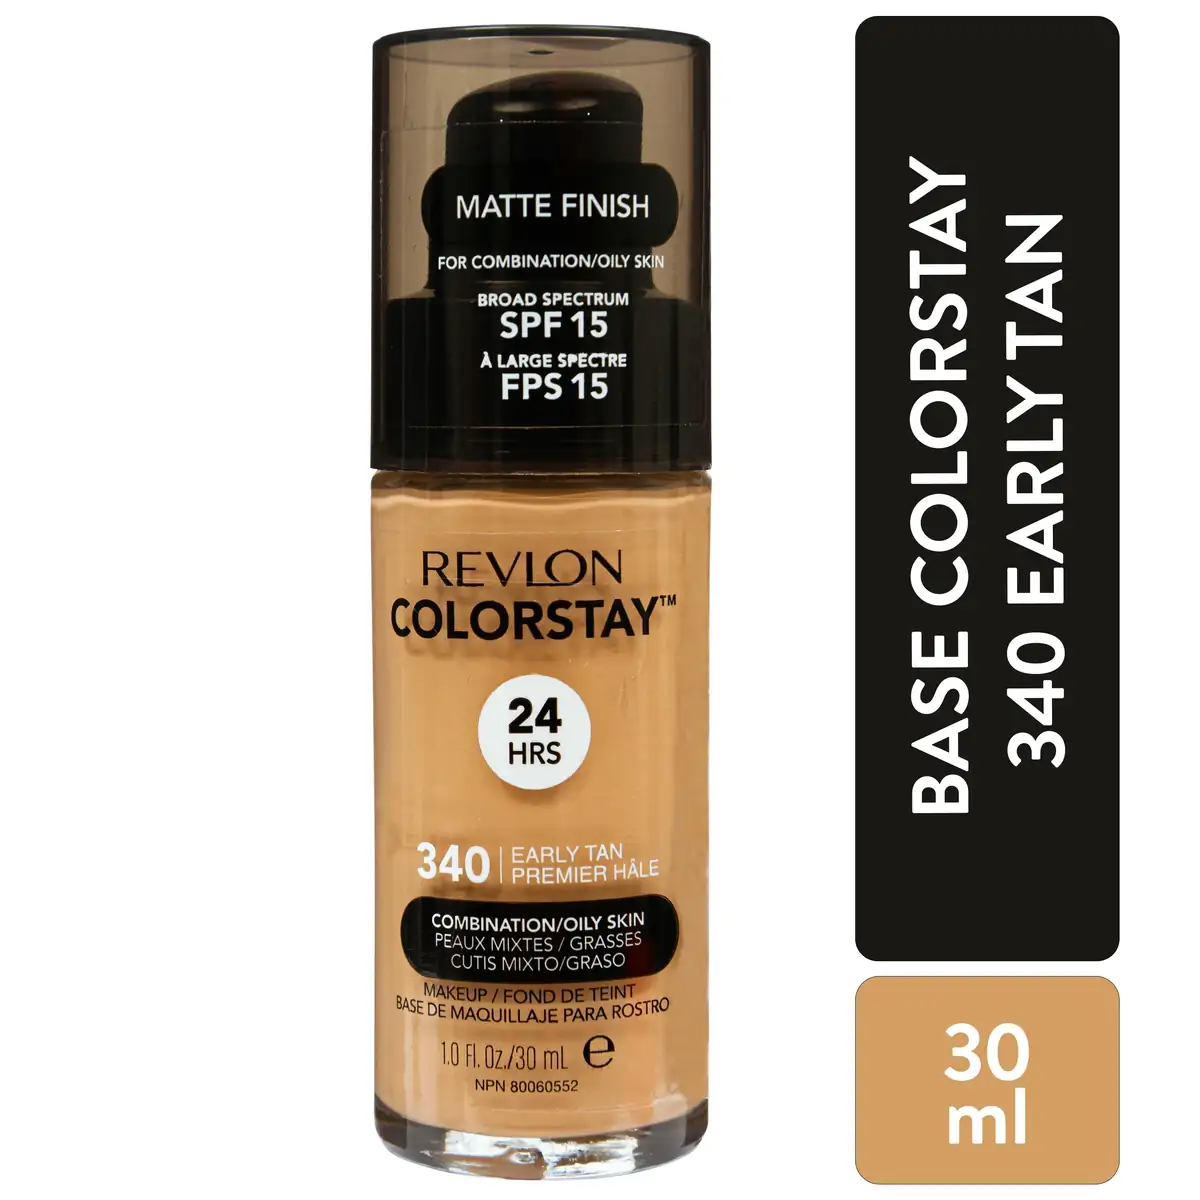 MATTE FINISH
FOR COMBINATION/OILY SKIN
BROAD SPECTRUM
SPF 15
À LARGE SPECTRE
FPS 15
REVLON
COLORSTAY™
24
HRS
340 | EARLY TAN
PREMIER HÂLE
COMBINATION/OILY SKIN
PEAUX MIXTES / GRASSES
CUTIS MIXTO/GRASO
MAKEUP / FOND DE TEINT
BASE DE MAQUILLAJE PARA ROSTRO
1.0 Fl. Oz./30 mL ℮
NPN 80060552
BASE COLORSTAY
340 EARLY TAN
30
ml